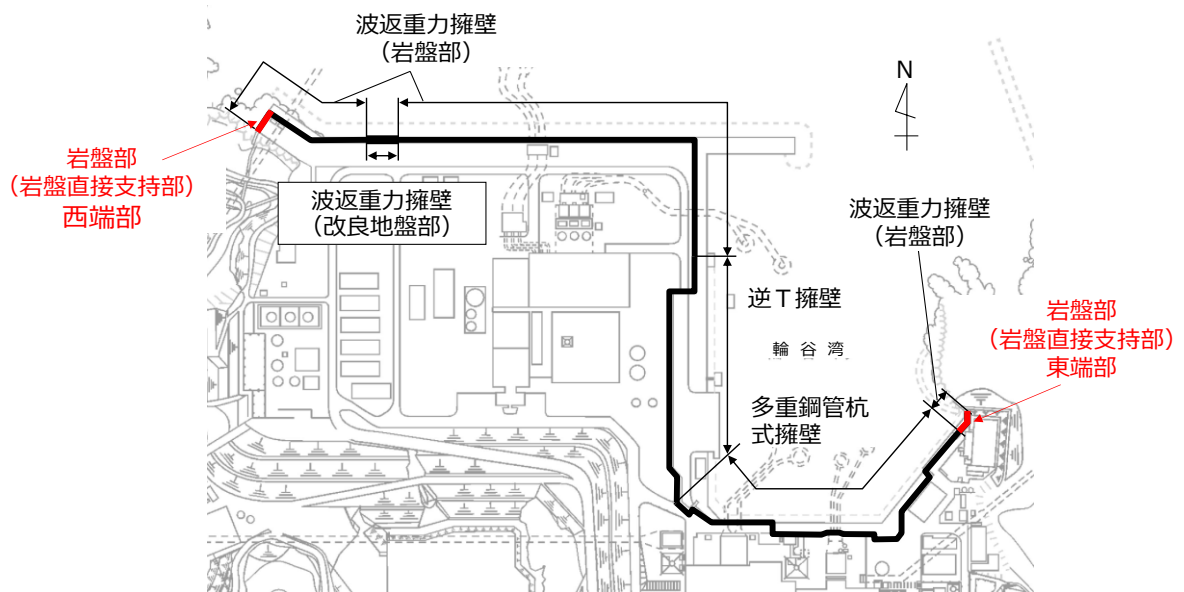 波返重力擁壁
（岩盤部）
N
岩盤部
（岩盤直接支持部）
西端部
波返重力擁壁
（改良地盤部）
波返重力擁壁
（岩盤部）
逆Ｔ擁壁
輪谷湾
岩盤部
（岩盤直接支持部）
東端部
多重鋼管杭
式擁壁